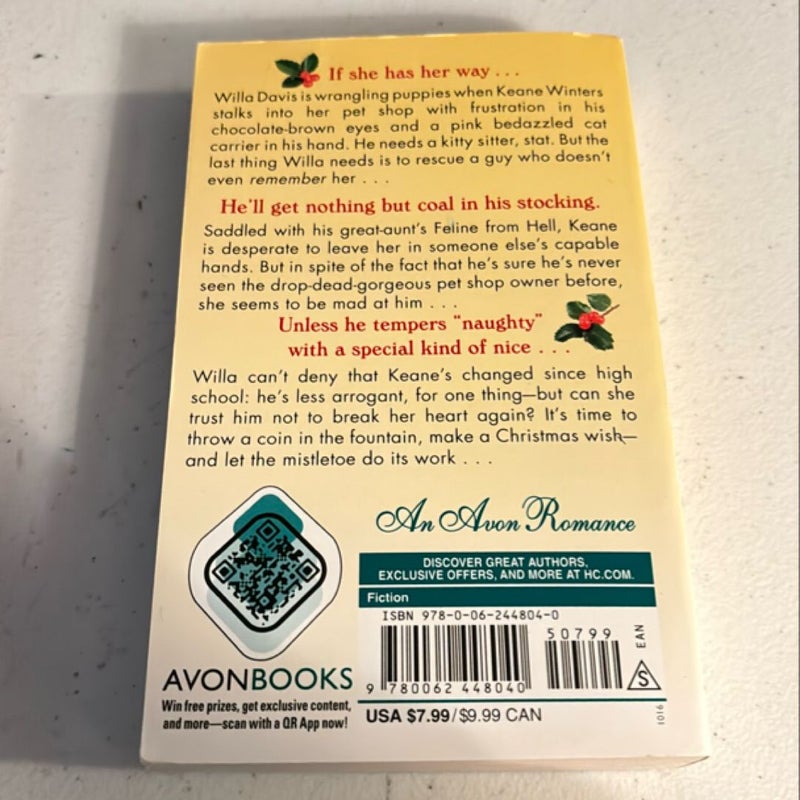 If she has her way . . .
Willa Davis is wrangling puppies when Keane Winters
stalks into her pet shop with frustration in his
chocolate-brown eyes and a pink bedazzled cat
carrier in his hand. He needs a kitty sitter, stat. But the
last thing Willa needs is to rescue a guy who doesn't
even remember her . . .
He'll get nothing but coal in his stocking.
Saddled with his great-aunt's Feline from Hell, Keane
is desperate to leave her in someone else's capable
hands. But in spite of the fact that he's sure he's never
seen the drop-dead-gorgeous pet shop owner before,
she seems to be mad at him . . .
Unless he tempers "naughty"
with a special kind of nice . . .
Willa can't deny that Keane's changed since high
school: he's less arrogant, for one thing—but can she
trust him not to break her heart again? It's time to
throw a coin in the fountain, make a Christmas wish—
and let the mistletoe do its work . . .
An Avon Romance
DISCOVER GREAT AUTHORS,
EXCLUSIVE OFFERS, AND MORE AT HC.COM.
Fiction
ISBN 978-0-06-244804-0
50799
EAN
9 780062 448040
S
USA $7.99/$9.99 CAN
1016
AVONBOOKS
Win free prizes, get exclusive content,
and more—scan with a QR App now!